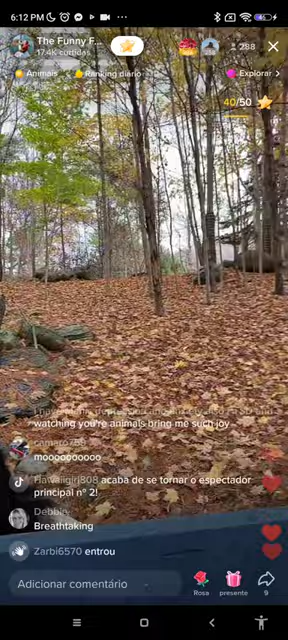 6:12 PM
The Funny F...
17.4K curtidas
288
Animais
Ranking diário
Explorar >
40/50
watching you're animals bring me such joy
camaro789
moooooooooo
Hawaiigirl808 acaba de se tornar o espectador
principal nº 2!
Debbie
Breathtaking
Zarbi6570 entrou
Adicionar comentário
Rosa
presente
9